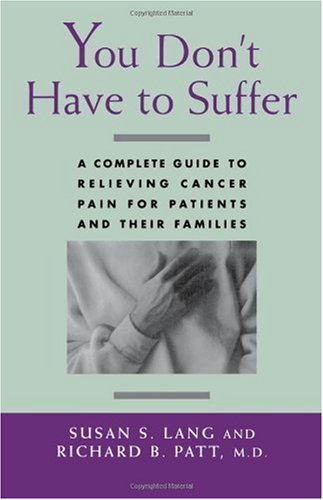 You Don't
Have to Suffer
A COMPLETE GUIDE TO
RELIEVING CANCER
PAIN FOR PATIENTS
AND THEIR FAMILIES
SUSAN S. LANG AND
RICHARD B. PATT, M.D.